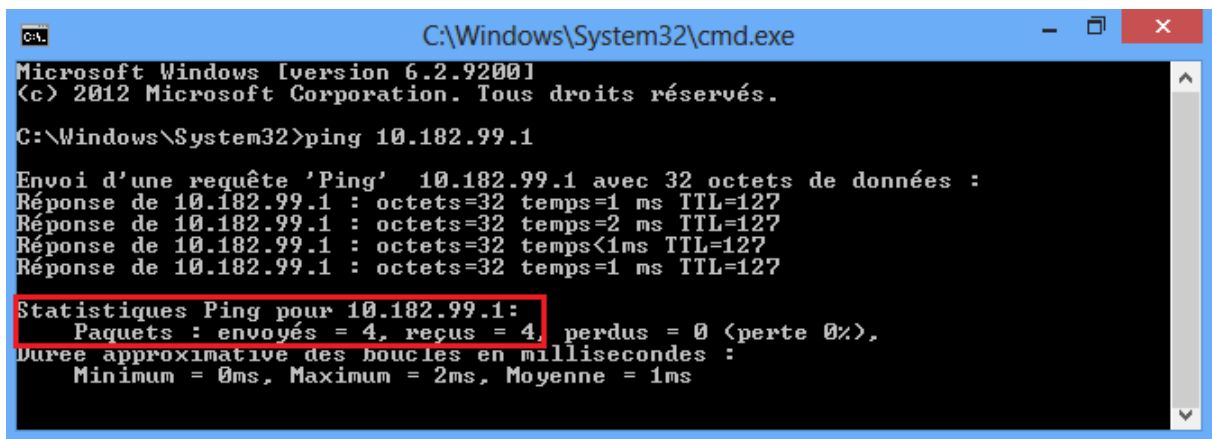 C:\Windows\System32\cmd.exe
Microsoft Windows [version 6.2.9200]
(c) 2012 Microsoft Corporation. Tous droits réservés.
C:\Windows\System32>ping 10.182.99.1
Envoi d'une requête 'Ping'  10.182.99.1 avec 32 octets de données :
Réponse de 10.182.99.1 : octets=32 temps=1 ms TTL=127
Réponse de 10.182.99.1 : octets=32 temps=2 ms TTL=127
Réponse de 10.182.99.1 : octets=32 temps<1ms TTL=127
Réponse de 10.182.99.1 : octets=32 temps=1 ms TTL=127
Statistiques Ping pour 10.182.99.1:
Paquets : envoyés = 4, reçus = 4, perdus = 0 (perte 0%),
Durée approximative des boucles en millisecondes :
Minimum = 0ms, Maximum = 2ms, Moyenne = 1ms